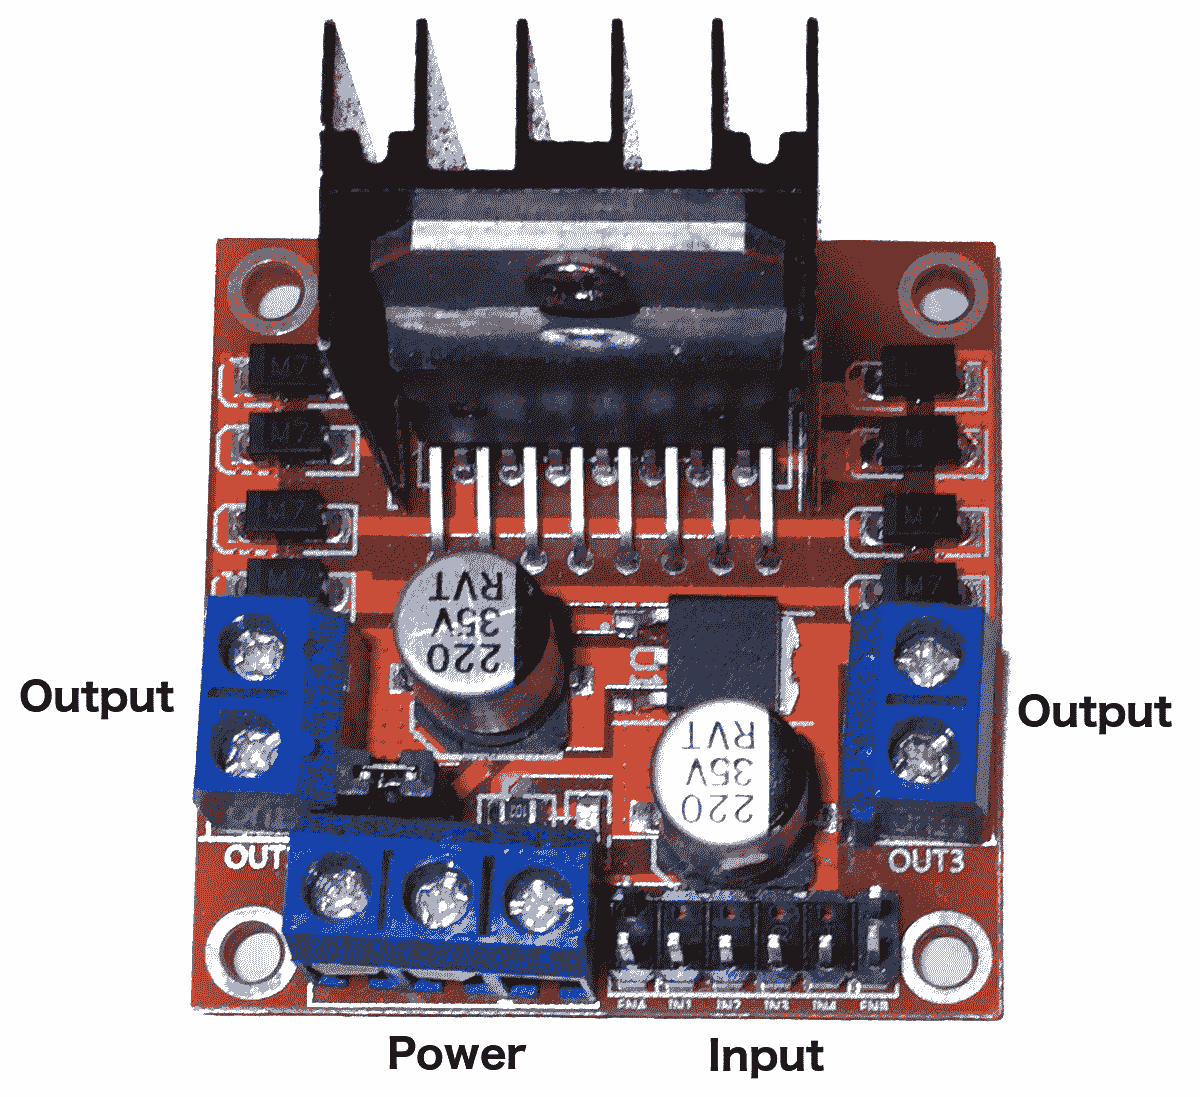 M7
M7
M7
M7
M7
M7
220
35V
RVT
220
35V
RVT
Output
Output
OUT
OUT3
ENA IN1 IN2 IN3 IN4 ENB
Power
Input